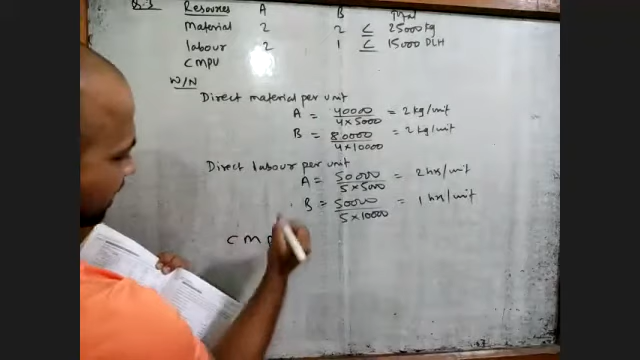 Q.3 Resources A B Total
Material 2 2 ≤ 25000 kg
labour 2 1 ≤ 15000 DLH
CMPU
W/N
Direct material per unit
A = 40000 / 4 x 5000 = 2 kg/unit
B = 80000 / 4 x 10000 = 2 kg/unit
Direct labour per unit
A = 50000 / 5 x 5000 = 2 hrs/unit
B = 50000 / 5 x 10000 = 1 hrs/unit
CMP